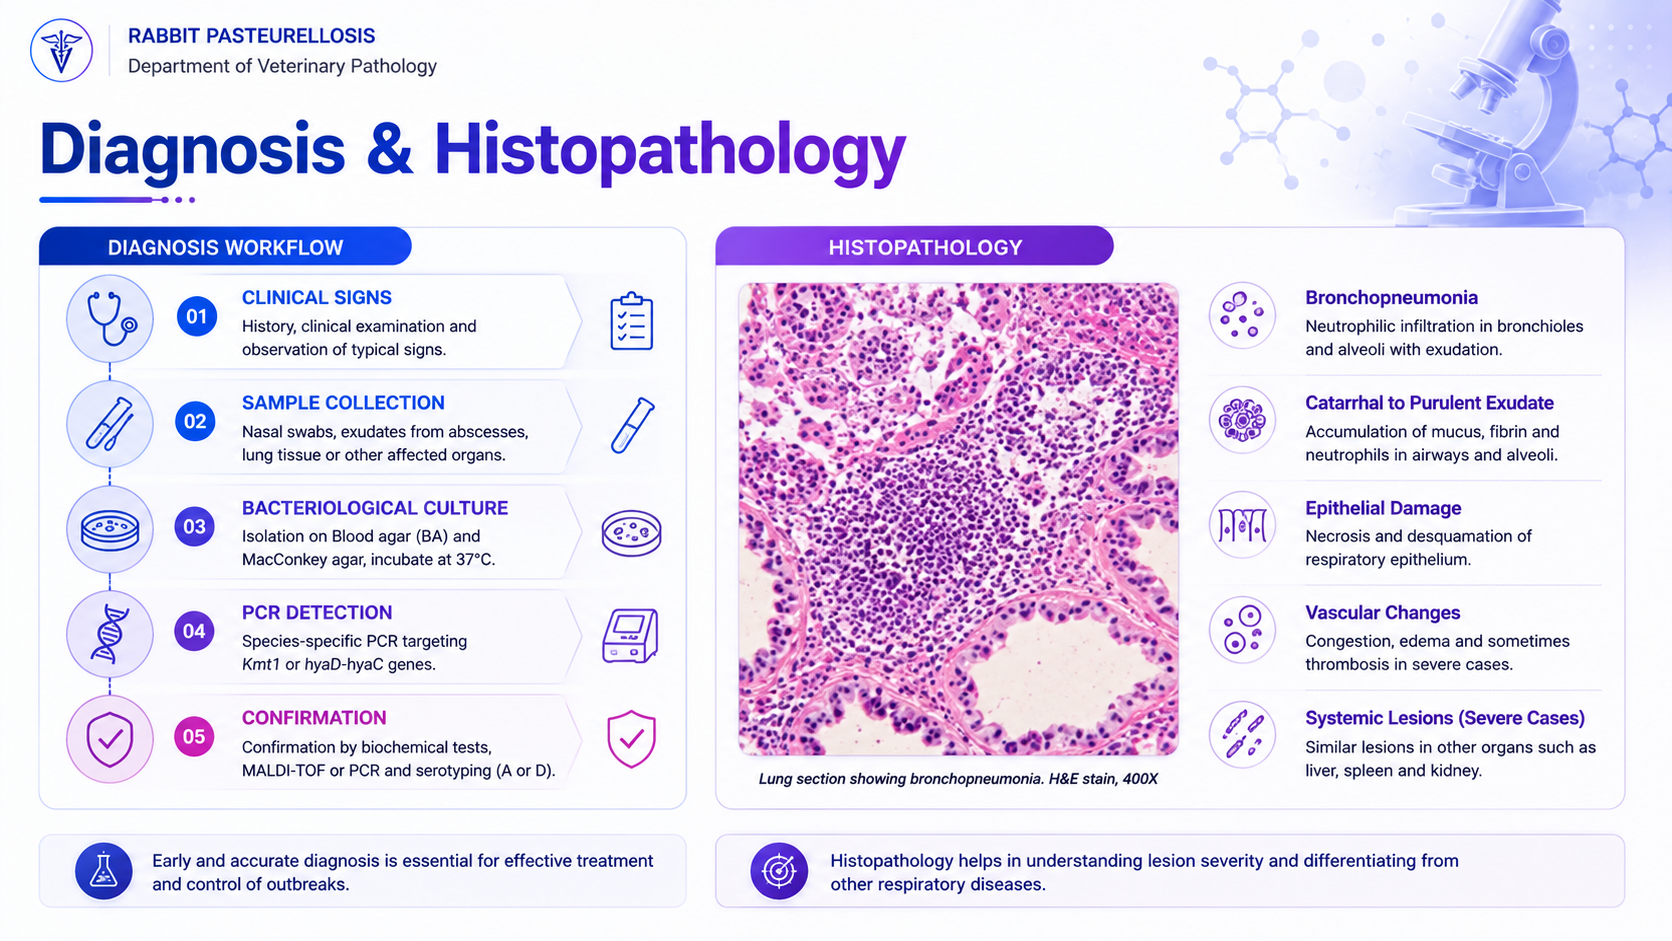 RABBIT PASTEURELLOSIS
Department of Veterinary Pathology
Diagnosis & Histopathology
DIAGNOSIS WORKFLOW
01
CLINICAL SIGNS
History, clinical examination and
observation of typical signs.
02
SAMPLE COLLECTION
Nasal swabs, exudates from abscesses,
lung tissue or other affected organs.
03
BACTERIOLOGICAL CULTURE
Isolation on Blood agar (BA) and
MacConkey agar, incubate at 37°C.
04
PCR DETECTION
Species-specific PCR targeting
Kmt1 or hyaD-hyaC genes.
05
CONFIRMATION
Confirmation by biochemical tests,
MALDI-TOF or PCR and serotyping (A or D).
HISTOPATHOLOGY
Lung section showing bronchopneumonia. H&E stain, 400X
Bronchopneumonia
Neutrophilic infiltration in bronchioles
and alveoli with exudation.
Catarrhal to Purulent Exudate
Accumulation of mucus, fibrin and
neutrophils in airways and alveoli.
Epithelial Damage
Necrosis and desquamation of
respiratory epithelium.
Vascular Changes
Congestion, edema and sometimes
thrombosis in severe cases.
Systemic Lesions (Severe Cases)
Similar lesions in other organs such as
liver, spleen and kidney.
Early and accurate diagnosis is essential for effective treatment
and control of outbreaks.
Histopathology helps in understanding lesion severity and differentiating from
other respiratory diseases.